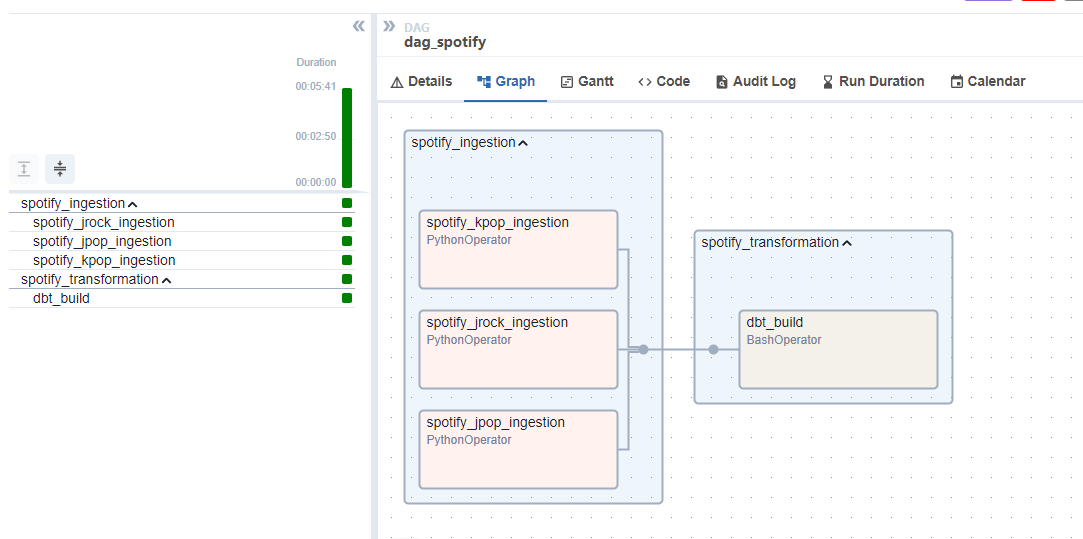 DAG
dag_spotify
Duration
00:05:41
00:02:50
00:00:00
Details
Graph
Gantt
Code
Audit Log
Run Duration
Calendar
spotify_ingestion
spotify_jrock_ingestion
spotify_jpop_ingestion
spotify_kpop_ingestion
spotify_transformation
dbt_build
spotify_ingestion
spotify_kpop_ingestion
PythonOperator
spotify_jrock_ingestion
PythonOperator
spotify_jpop_ingestion
PythonOperator
spotify_transformation
dbt_build
BashOperator